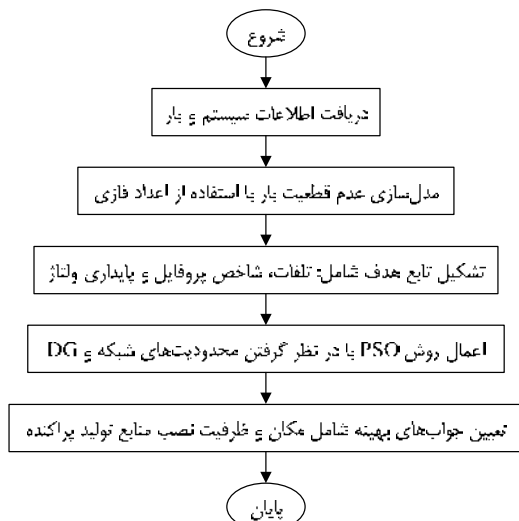 شروع
دریافت اطلاعات سیستم و بار
مدل‌سازی عدم قطعیت بار با استفاده از اعداد فازی
تشکیل تابع هدف شامل: تلفات، شاخص پروفایل و پایداری ولتاژ
اعمال روش PSO با در نظر گرفتن محدودیت‌های شبکه و DG
تعیین جواب‌های بهینه شامل مکان و ظرفیت نصب منابع تولید پراکنده
پایان